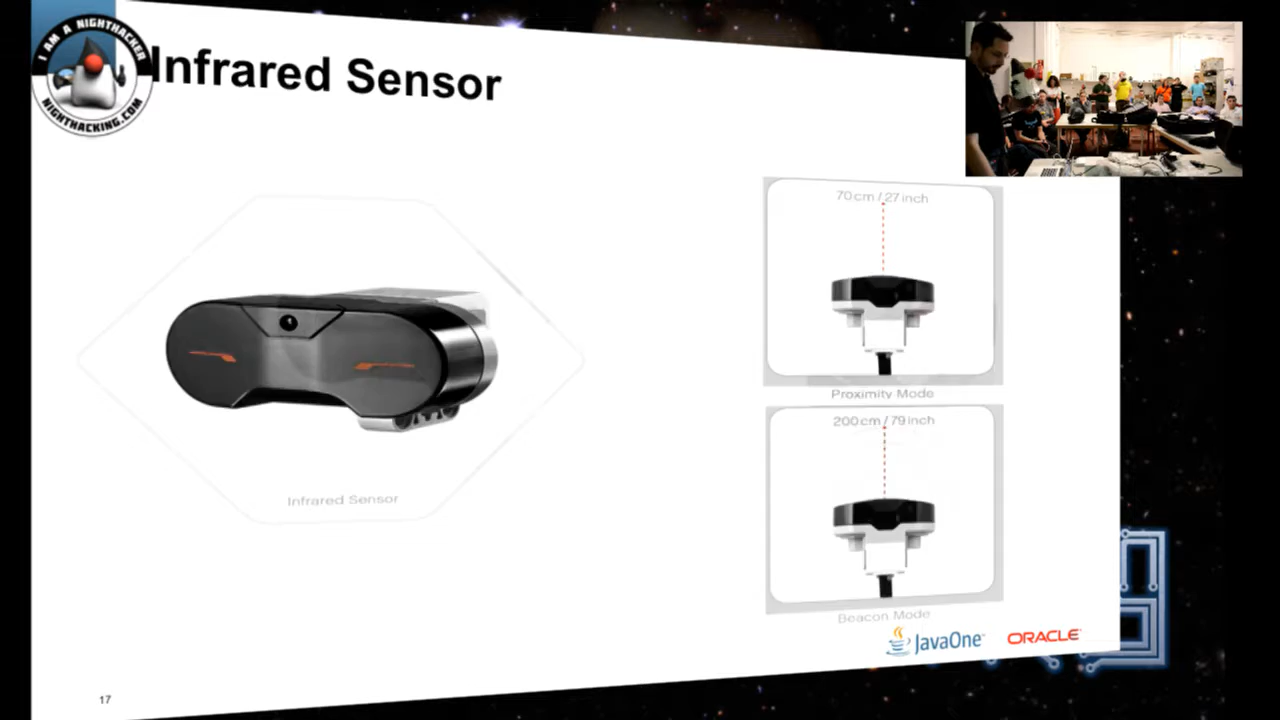 I AM A NIGHTHACKER
NIGHTHACKING.COM
Infrared Sensor
70 cm / 27 inch
Proximity Mode
200 cm / 79 inch
Infrared Sensor
Beacon Mode
JavaOne
ORACLE
17